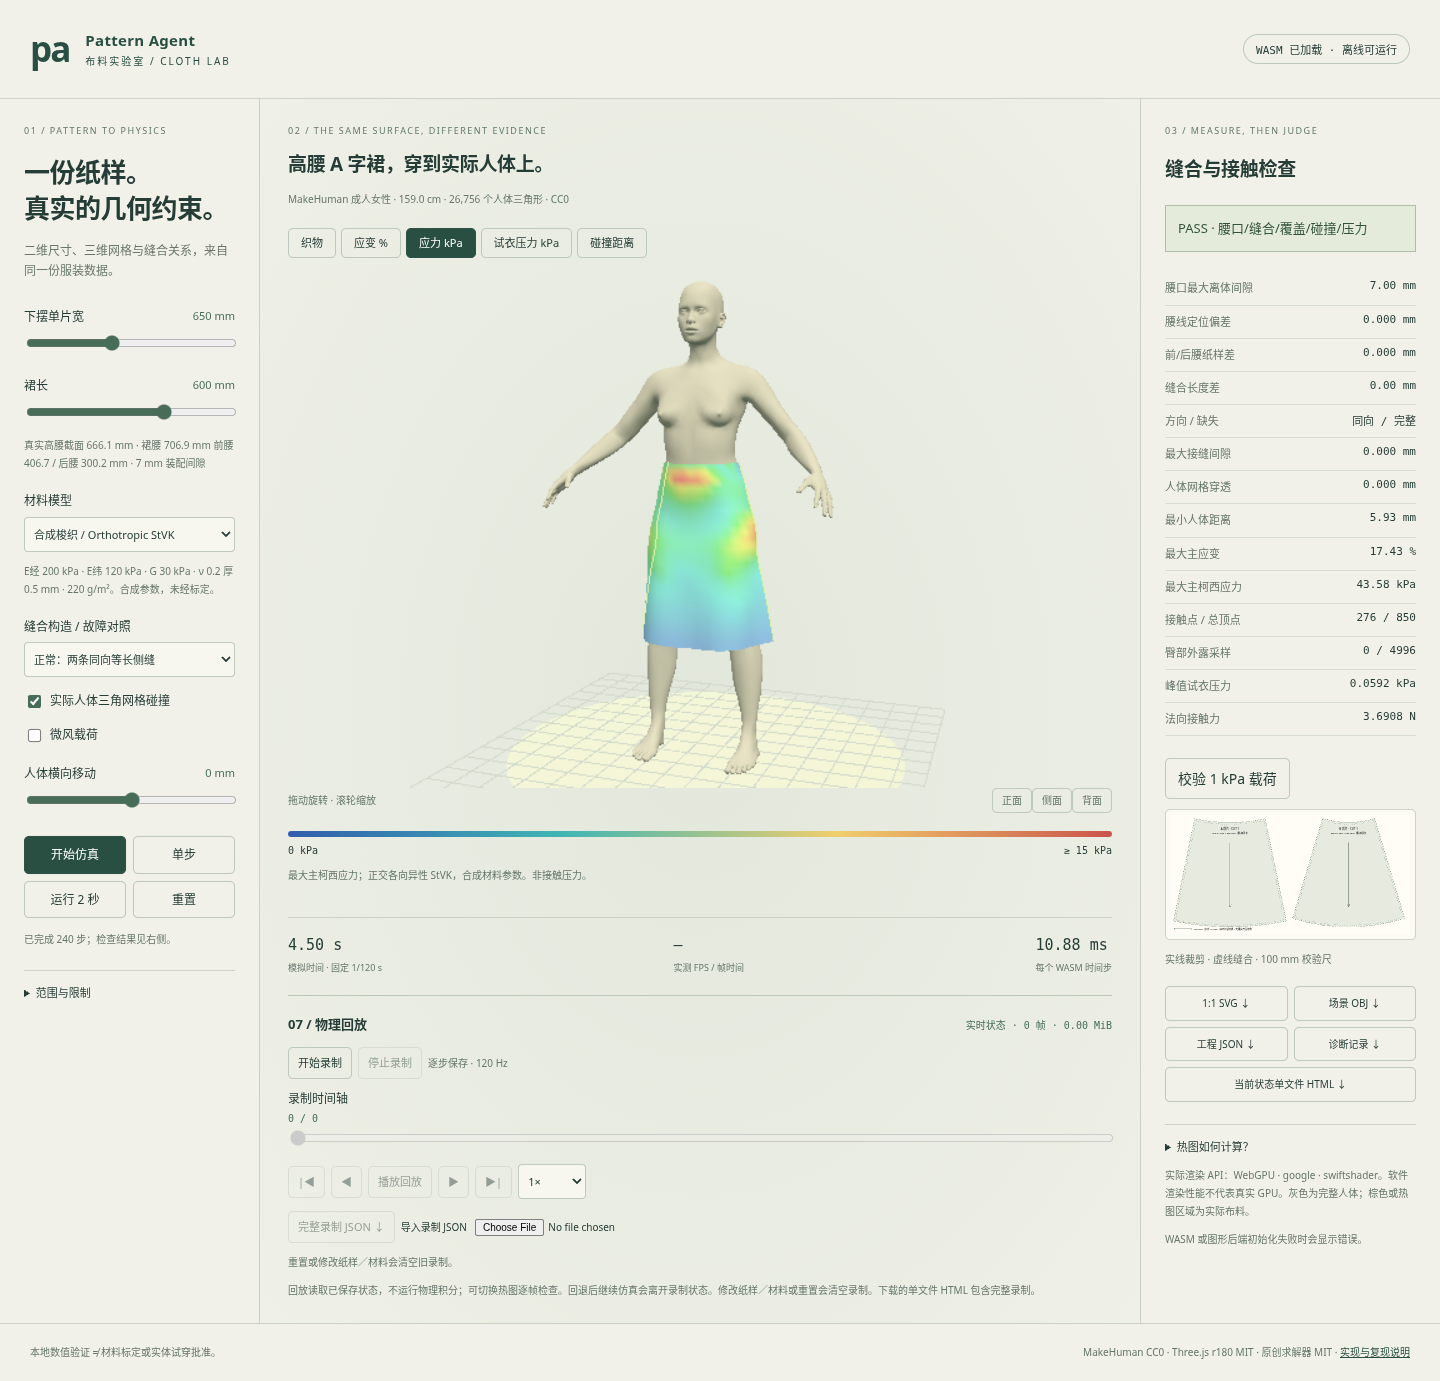 pa
Pattern Agent
布料实验室 / CLOTH LAB
WASM 已加载 · 离线可运行
01 / PATTERN TO PHYSICS
一份纸样。
真实的几何约束。
二维尺寸、三维网格与缝合关系，来自
同一份服装数据。
下摆单片宽
650 mm
裙长
600 mm
真实高腰截面 666.1 mm · 裙腰 706.9 mm 前腰
406.7 / 后腰 300.2 mm · 7 mm 装配间隙
材料模型
合成梭织 / Orthotropic StVK
E经 200 kPa · E纬 120 kPa · G 30 kPa · ν 0.2 厚
0.5 mm · 220 g/m²。合成参数，未经标定。
缝合构造 / 故障对照
正常：两条同向等长侧缝
实际人体三角网格碰撞
微风载荷
人体横向移动
0 mm
开始仿真
单步
运行 2 秒
重置
已完成 240 步；检查结果见右侧。
▶ 范围与限制
02 / THE SAME SURFACE, DIFFERENT EVIDENCE
高腰 A 字裙，穿到实际人体上。
MakeHuman 成人女性 · 159.0 cm · 26,756 个人体三角形 · CC0
织物
应变 %
应力 kPa
试衣压力 kPa
碰撞距离
拖动旋转 · 滚轮缩放
正面
侧面
背面
0 kPa
≥ 15 kPa
最大主柯西应力；正交各向异性 StVK，合成材料参数。非接触压力。
4.50 s
模拟时间 · 固定 1/120 s
—
实测 FPS / 帧时间
10.88 ms
每个 WASM 时间步
07 / 物理回放
实时状态 · 0 帧 · 0.00 MiB
开始录制
停止录制
逐步保存 · 120 Hz
录制时间轴
0 / 0
|◀
◀
播放回放
▶
▶|
1×
完整录制 JSON ↓
导入录制 JSON
Choose File
No file chosen
重置或修改纸样／材料会清空旧录制。
回放读取已保存状态，不运行物理积分；可切换热图逐帧检查。回退后继续仿真会离开录制状态。修改纸样／材料或重置会清空录制。下载的单文件 HTML 包含完整录制。
03 / MEASURE, THEN JUDGE
缝合与接触检查
PASS · 腰口/缝合/覆盖/碰撞/压力
腰口最大离体间隙
7.00 mm
腰线定位偏差
0.000 mm
前/后腰纸样差
0.000 mm
缝合长度差
0.00 mm
方向 / 缺失
同向 / 完整
最大接缝间隙
0.000 mm
人体网格穿透
0.000 mm
最小人体距离
5.93 mm
最大主应变
17.43 %
最大主柯西应力
43.58 kPa
接触点 / 总顶点
276 / 850
臀部外露采样
0 / 4996
峰值试衣压力
0.0592 kPa
法向接触力
3.6908 N
校验 1 kPa 载荷
实线裁剪 · 虚线缝合 · 100 mm 校验尺
1:1 SVG ↓
场景 OBJ ↓
工程 JSON ↓
诊断记录 ↓
当前状态单文件 HTML ↓
▶ 热图如何计算？
实际渲染 API：WebGPU · google · swiftshader。软件
渲染性能不代表真实 GPU。灰色为完整人体；棕色或热
图区域为实际布料。
WASM 或图形后端初始化失败时会显示错误。
本地数值验证 ≠ 材料标定或实体试穿批准。
MakeHuman CC0 · Three.js r180 MIT · 原创求解器 MIT · 实现与复现说明